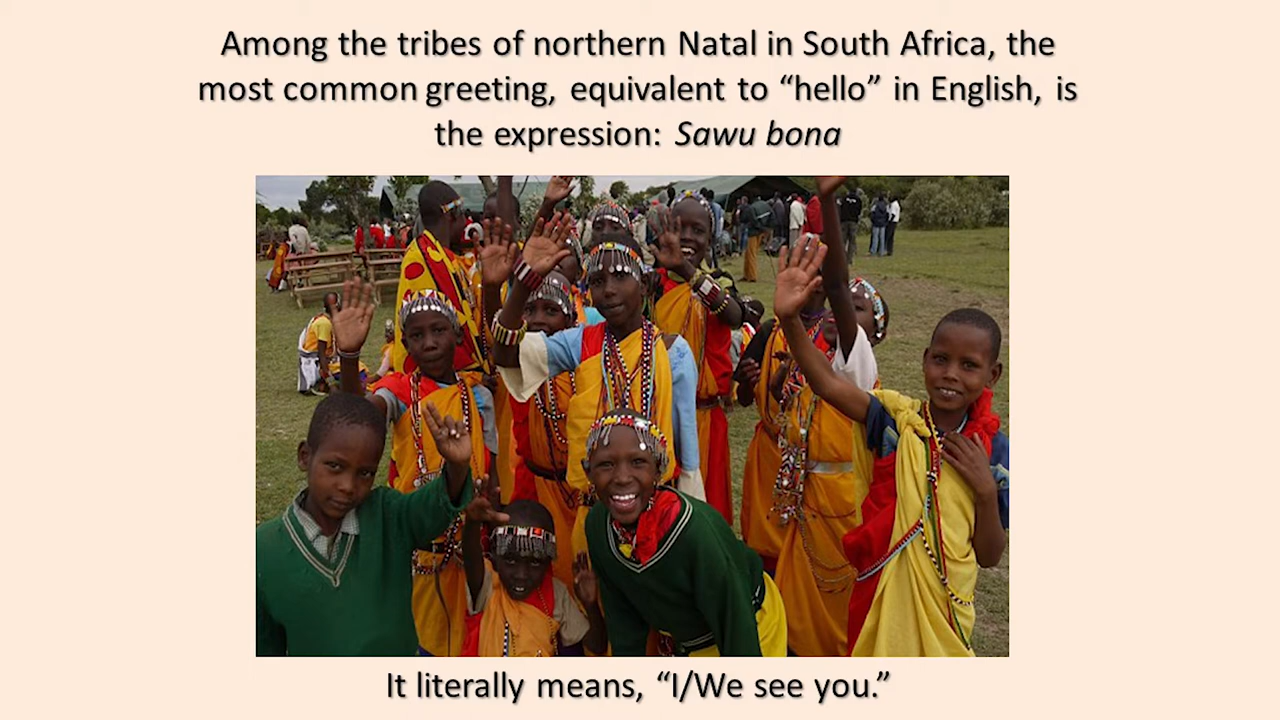 Among the tribes of northern Natal in South Africa, the
most common greeting, equivalent to “hello” in English, is
the expression: Sawu bona
It literally means, “I/We see you.”